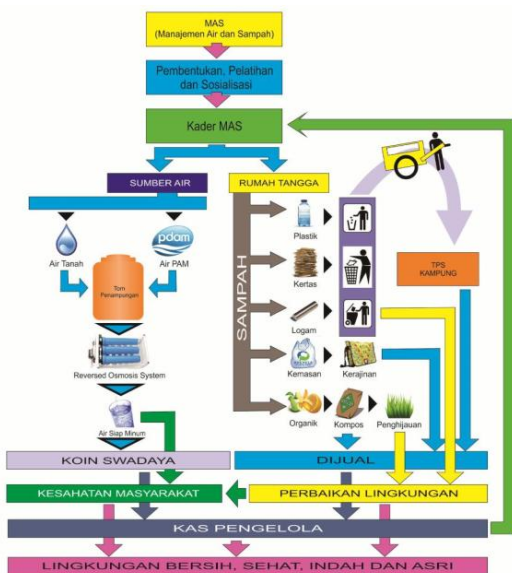 MAS
(Manajemen Air dan Sampah)
Pembentukan, Pelatihan
dan Sosialisasi
Kader MAS
SUMBER AIR
RUMAH TANGGA
pdam
Air Tanah
Air PAM
Torn
Penampungan
Reversed Osmosis System
Air Siap Minum
SAMPAH
Plastik
Kertas
Logam
Kemasan
Kerajinan
Organik
Kompos
Penghijauan
TPS
KAMPUNG
KOIN SWADAYA
DIJUAL
KESAHATAN MASYARAKAT
PERBAIKAN LINGKUNGAN
KAS PENGELOLA
LINGKUNGAN BERSIH, SEHAT, INDAH DAN ASRI